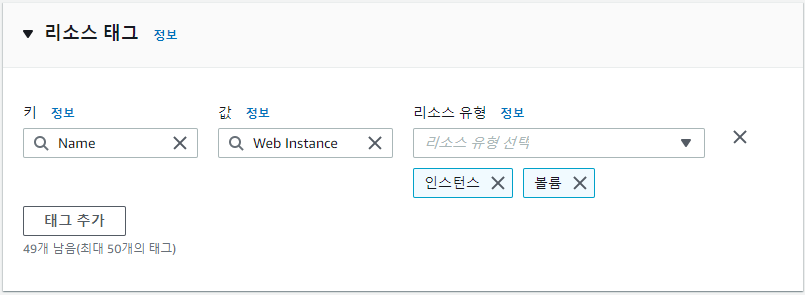 리소스 태그 정보
키 정보 값 정보 리소스 유형 정보
Name Web Instance 리소스 유형 선택
인스턴스 볼륨
태그 추가
49개 남음(최대 50개의 태그)